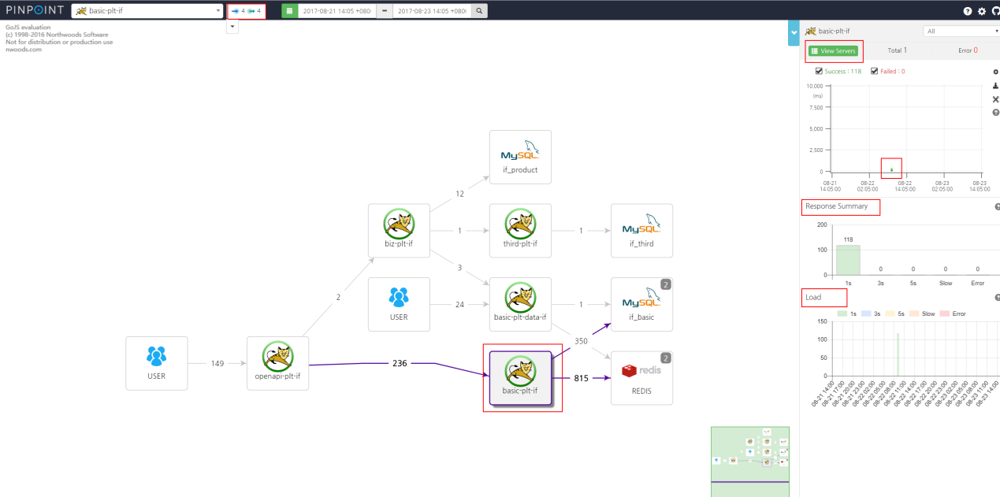 PINPOINT
basic-plt-if
4 4
2017-08-21 14:05 +080
2017-08-23 14:05 +080
GoJS evaluation
(c) 1998-2016 Northwoods Software
Not for distribution or production use
nwoods.com
MySQL
if_product
12
biz-plt-if
1
third-plt-if
1
MySQL
if_third
3
2
USER
24
basic-plt-data-if
1
MySQL
if_basic
2
USER
149
openapi-plt-if
236
basic-plt-if
350
815
redis
REDIS
2
basic-plt-if
All
View Servers
Total 1
Error 0
Success : 118
Failed : 0
10,000
(ms)
7,500
5,000
2,500
0
08-21 14:05:00
08-22 02:05:00
08-22 14:05:00
08-23 02:05:00
08-23 14:05:00
Response Summary
200
100
0
118
0
0
0
0
1s
3s
5s
Slow
Error
Load
1s
3s
5s
Slow
Error
150
100
50
0
08-21 14:00
08-21 17:00
08-21 20:00
08-21 23:00
08-22 02:00
08-22 05:00
08-22 08:00
08-22 11:00
08-22 14:00
08-22 17:00
08-22 20:00
08-22 23:00
08-23 02:00
08-23 05:00
08-23 08:00
08-23 11:00
08-23 14:00